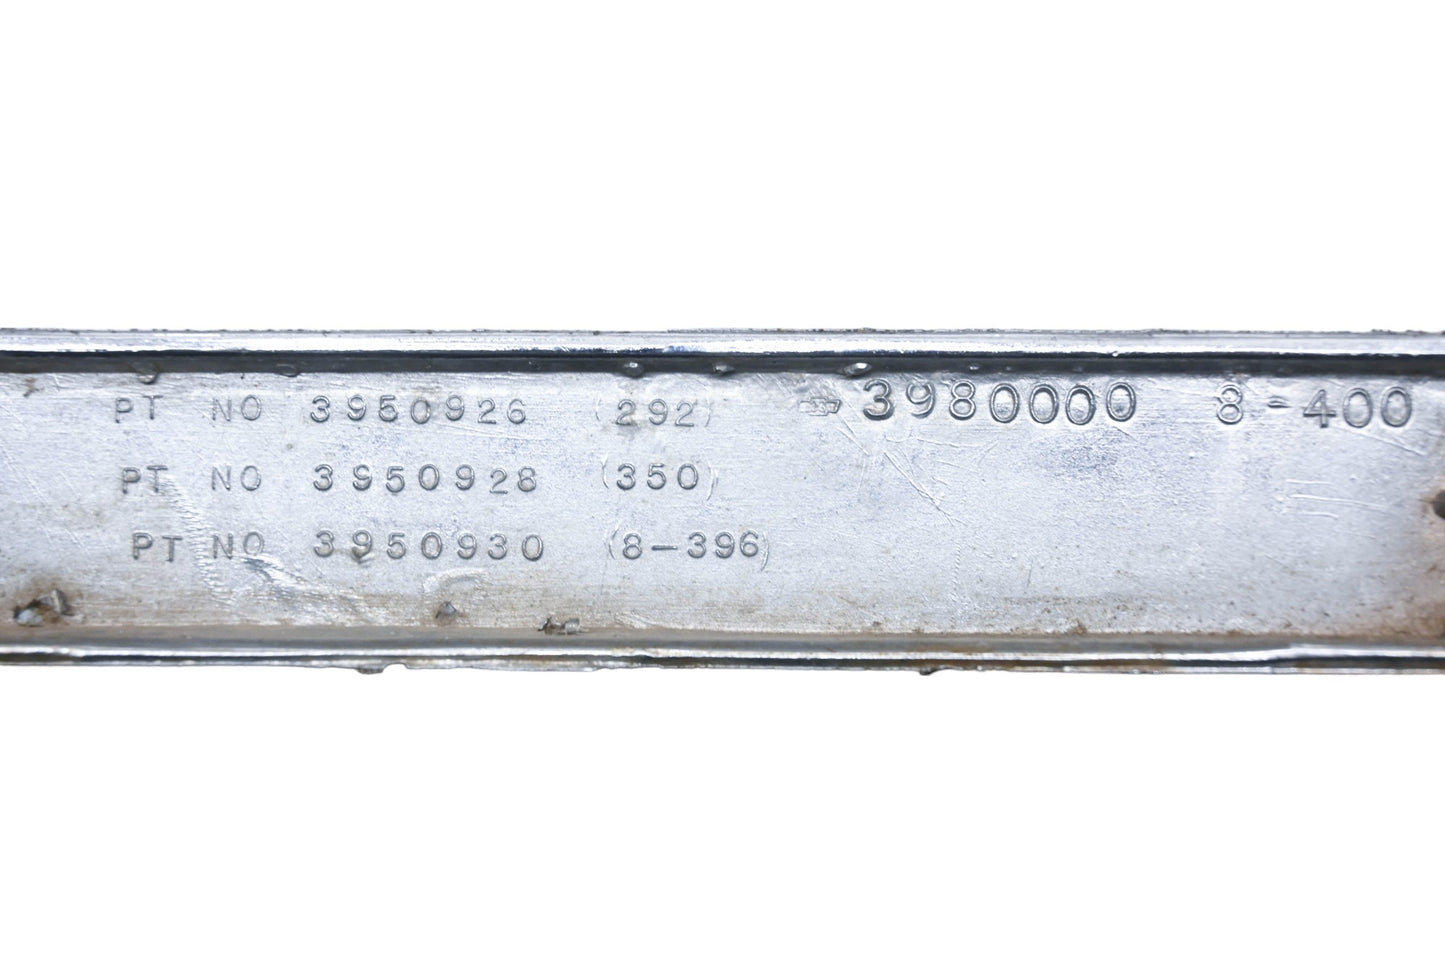 PT NO 3950926 (292) 3980000 8-400
PT NO 3950928 (350)
PT NO 3950930 (8-396)